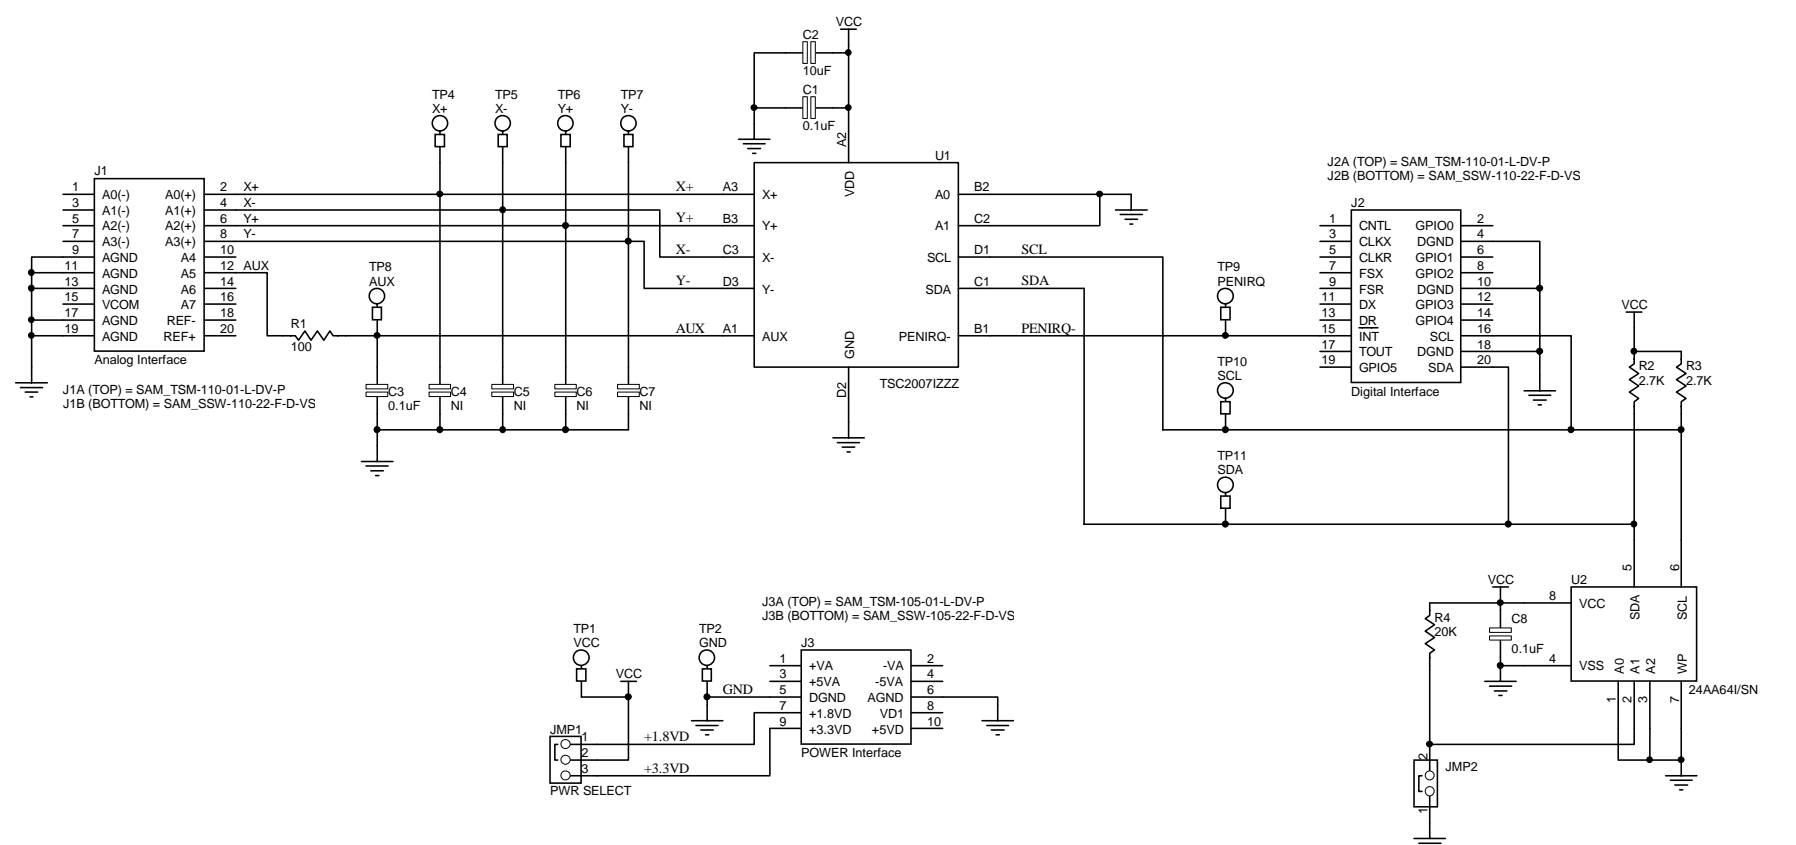 VCC
C2
10uF
C1
0.1uF
A2
TP4
X+
TP5
X-
TP6
Y+
TP7
Y-
J1
1 A0(-) A0(+) 2 X+
3 A1(-) A1(+) 4 X-
5 A2(-) A2(+) 6 Y+
7 A3(-) A3(+) 8 Y-
9 AGND A4 10
11 AGND A5 12 AUX
13 AGND A6 14
15 VCOM A7 16
17 AGND REF- 18
19 AGND REF+ 20
Analog Interface
J1A (TOP) = SAM_TSM-110-01-L-DV-P
J1B (BOTTOM) = SAM_SSW-110-22-F-D-VS
R1
100
TP8
AUX
C3
0.1uF
C4
NI
C5
NI
C6
NI
C7
NI
U1
VDD
X+ A3 X+
Y+ B3 Y+
X- C3 X-
Y- D3 Y-
AUX A1 AUX
A0 B2
A1 C2
SCL D1 SCL
SDA C1 SDA
PENIRQ- B1 PENIRQ-
GND
D2
TSC2007IZZZ
TP9
PENIRQ
TP10
SCL
TP11
SDA
J2A (TOP) = SAM_TSM-110-01-L-DV-P
J2B (BOTTOM) = SAM_SSW-110-22-F-D-VS
J2
1 CNTL GPIO0 2
3 CLKX DGND 4
5 CLKR GPIO1 6
7 FSX GPIO2 8
9 FSR DGND 10
11 DX GPIO3 12
13 DR GPIO4 14
15 INT SCL 16
17 TOUT DGND 18
19 GPIO5 SDA 20
Digital Interface
VCC
R2
2.7K
R3
2.7K
J3A (TOP) = SAM_TSM-105-01-L-DV-P
J3B (BOTTOM) = SAM_SSW-105-22-F-D-VS
TP1
VCC
VCC
TP2
GND
GND
J3
1 +VA -VA 2
3 +5VA -5VA 4
5 DGND AGND 6
7 +1.8VD VD1 8
9 +3.3VD +5VD 10
POWER Interface
JMP1
1 +1.8VD
2
3 +3.3VD
PWR SELECT
VCC
R4
20K
C8
0.1uF
U2
5 6
8 VCC SDA SCL
4 VSS A0 A1 A2 WP
1 2 3 7
24AA64I/SN
2
JMP2
1